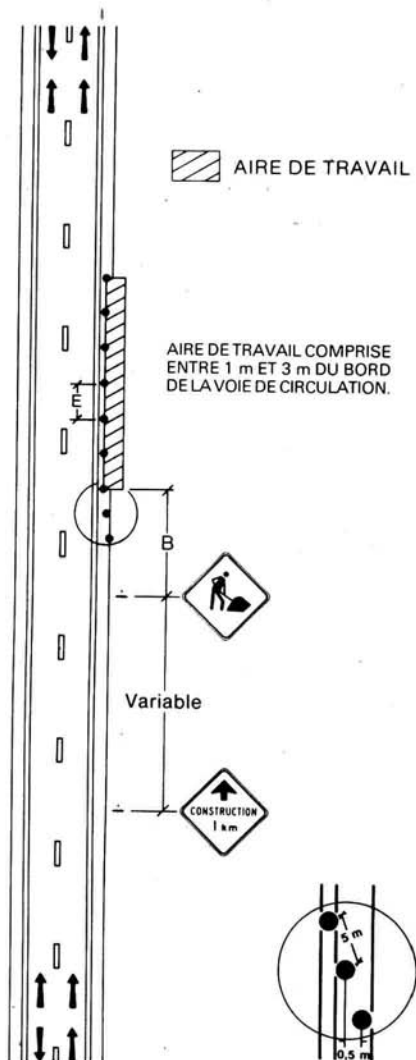 AIRE DE TRAVAIL
AIRE DE TRAVAIL COMPRISE
ENTRE 1 m ET 3 m DU BORD
DE LA VOIE DE CIRCULATION.
E
B
Variable
CONSTRUCTION
1 km
5 m
0,5 m